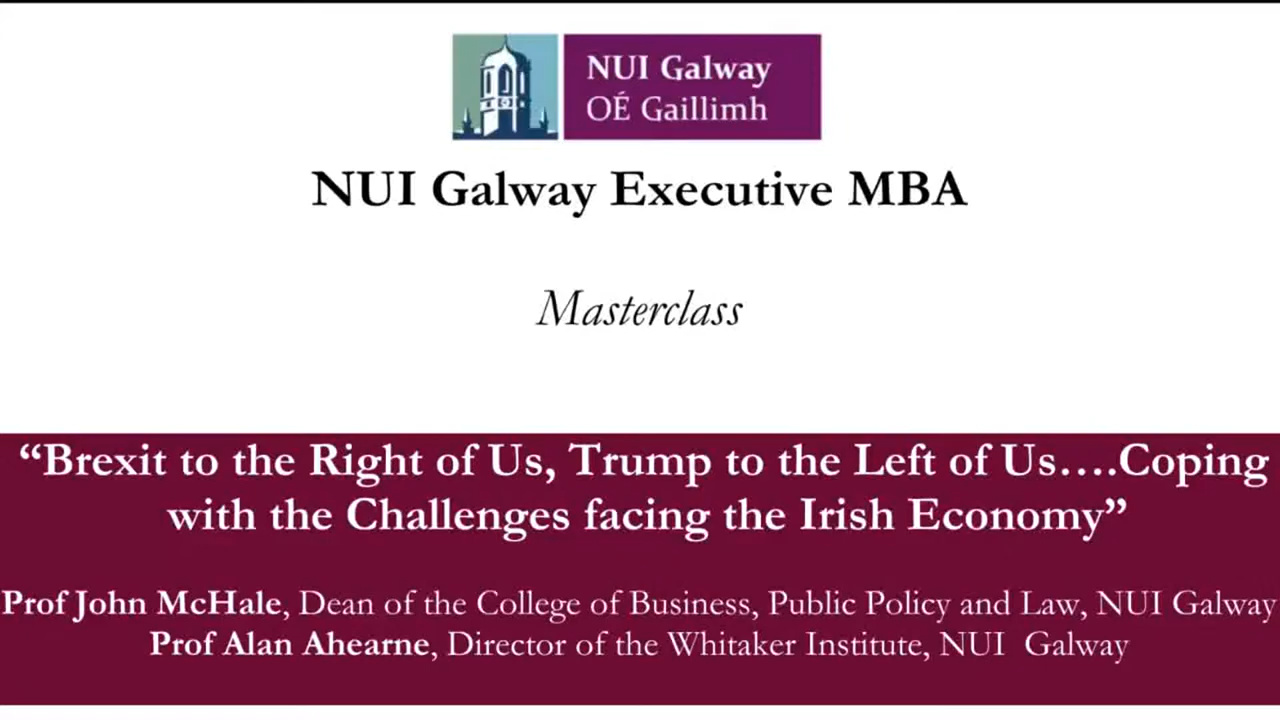 NUI Galway
OÉ Gaillimh
NUI Galway Executive MBA
Masterclass
“Brexit to the Right of Us, Trump to the Left of Us….Coping
with the Challenges facing the Irish Economy”
Prof John McHale, Dean of the College of Business, Public Policy and Law, NUI Galway
Prof Alan Ahearne, Director of the Whitaker Institute, NUI  Galway